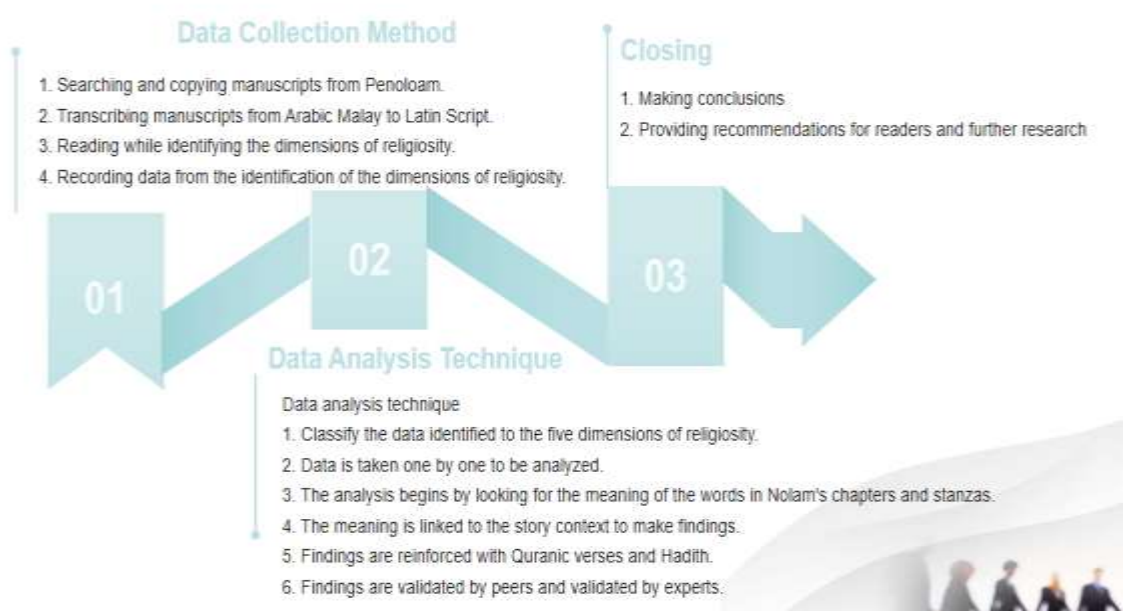 Data Collection Method
1. Searching and copying manuscripts from Penoloam.
2. Transcribing manuscripts from Arabic Malay to Latin Script.
3. Reading while identifying the dimensions of religiosity.
4. Recording data from the identification of the dimensions of religiosity.
Closing
1. Making conclusions
2. Providing recommendations for readers and further research
01
02
03
Data Analysis Technique
Data analysis technique
1. Classify the data identified to the five dimensions of religiosity.
2. Data is taken one by one to be analyzed.
3. The analysis begins by looking for the meaning of the words in Nolam's chapters and stanzas.
4. The meaning is linked to the story context to make findings.
5. Findings are reinforced with Quranic verses and Hadith.
6. Findings are validated by peers and validated by experts.